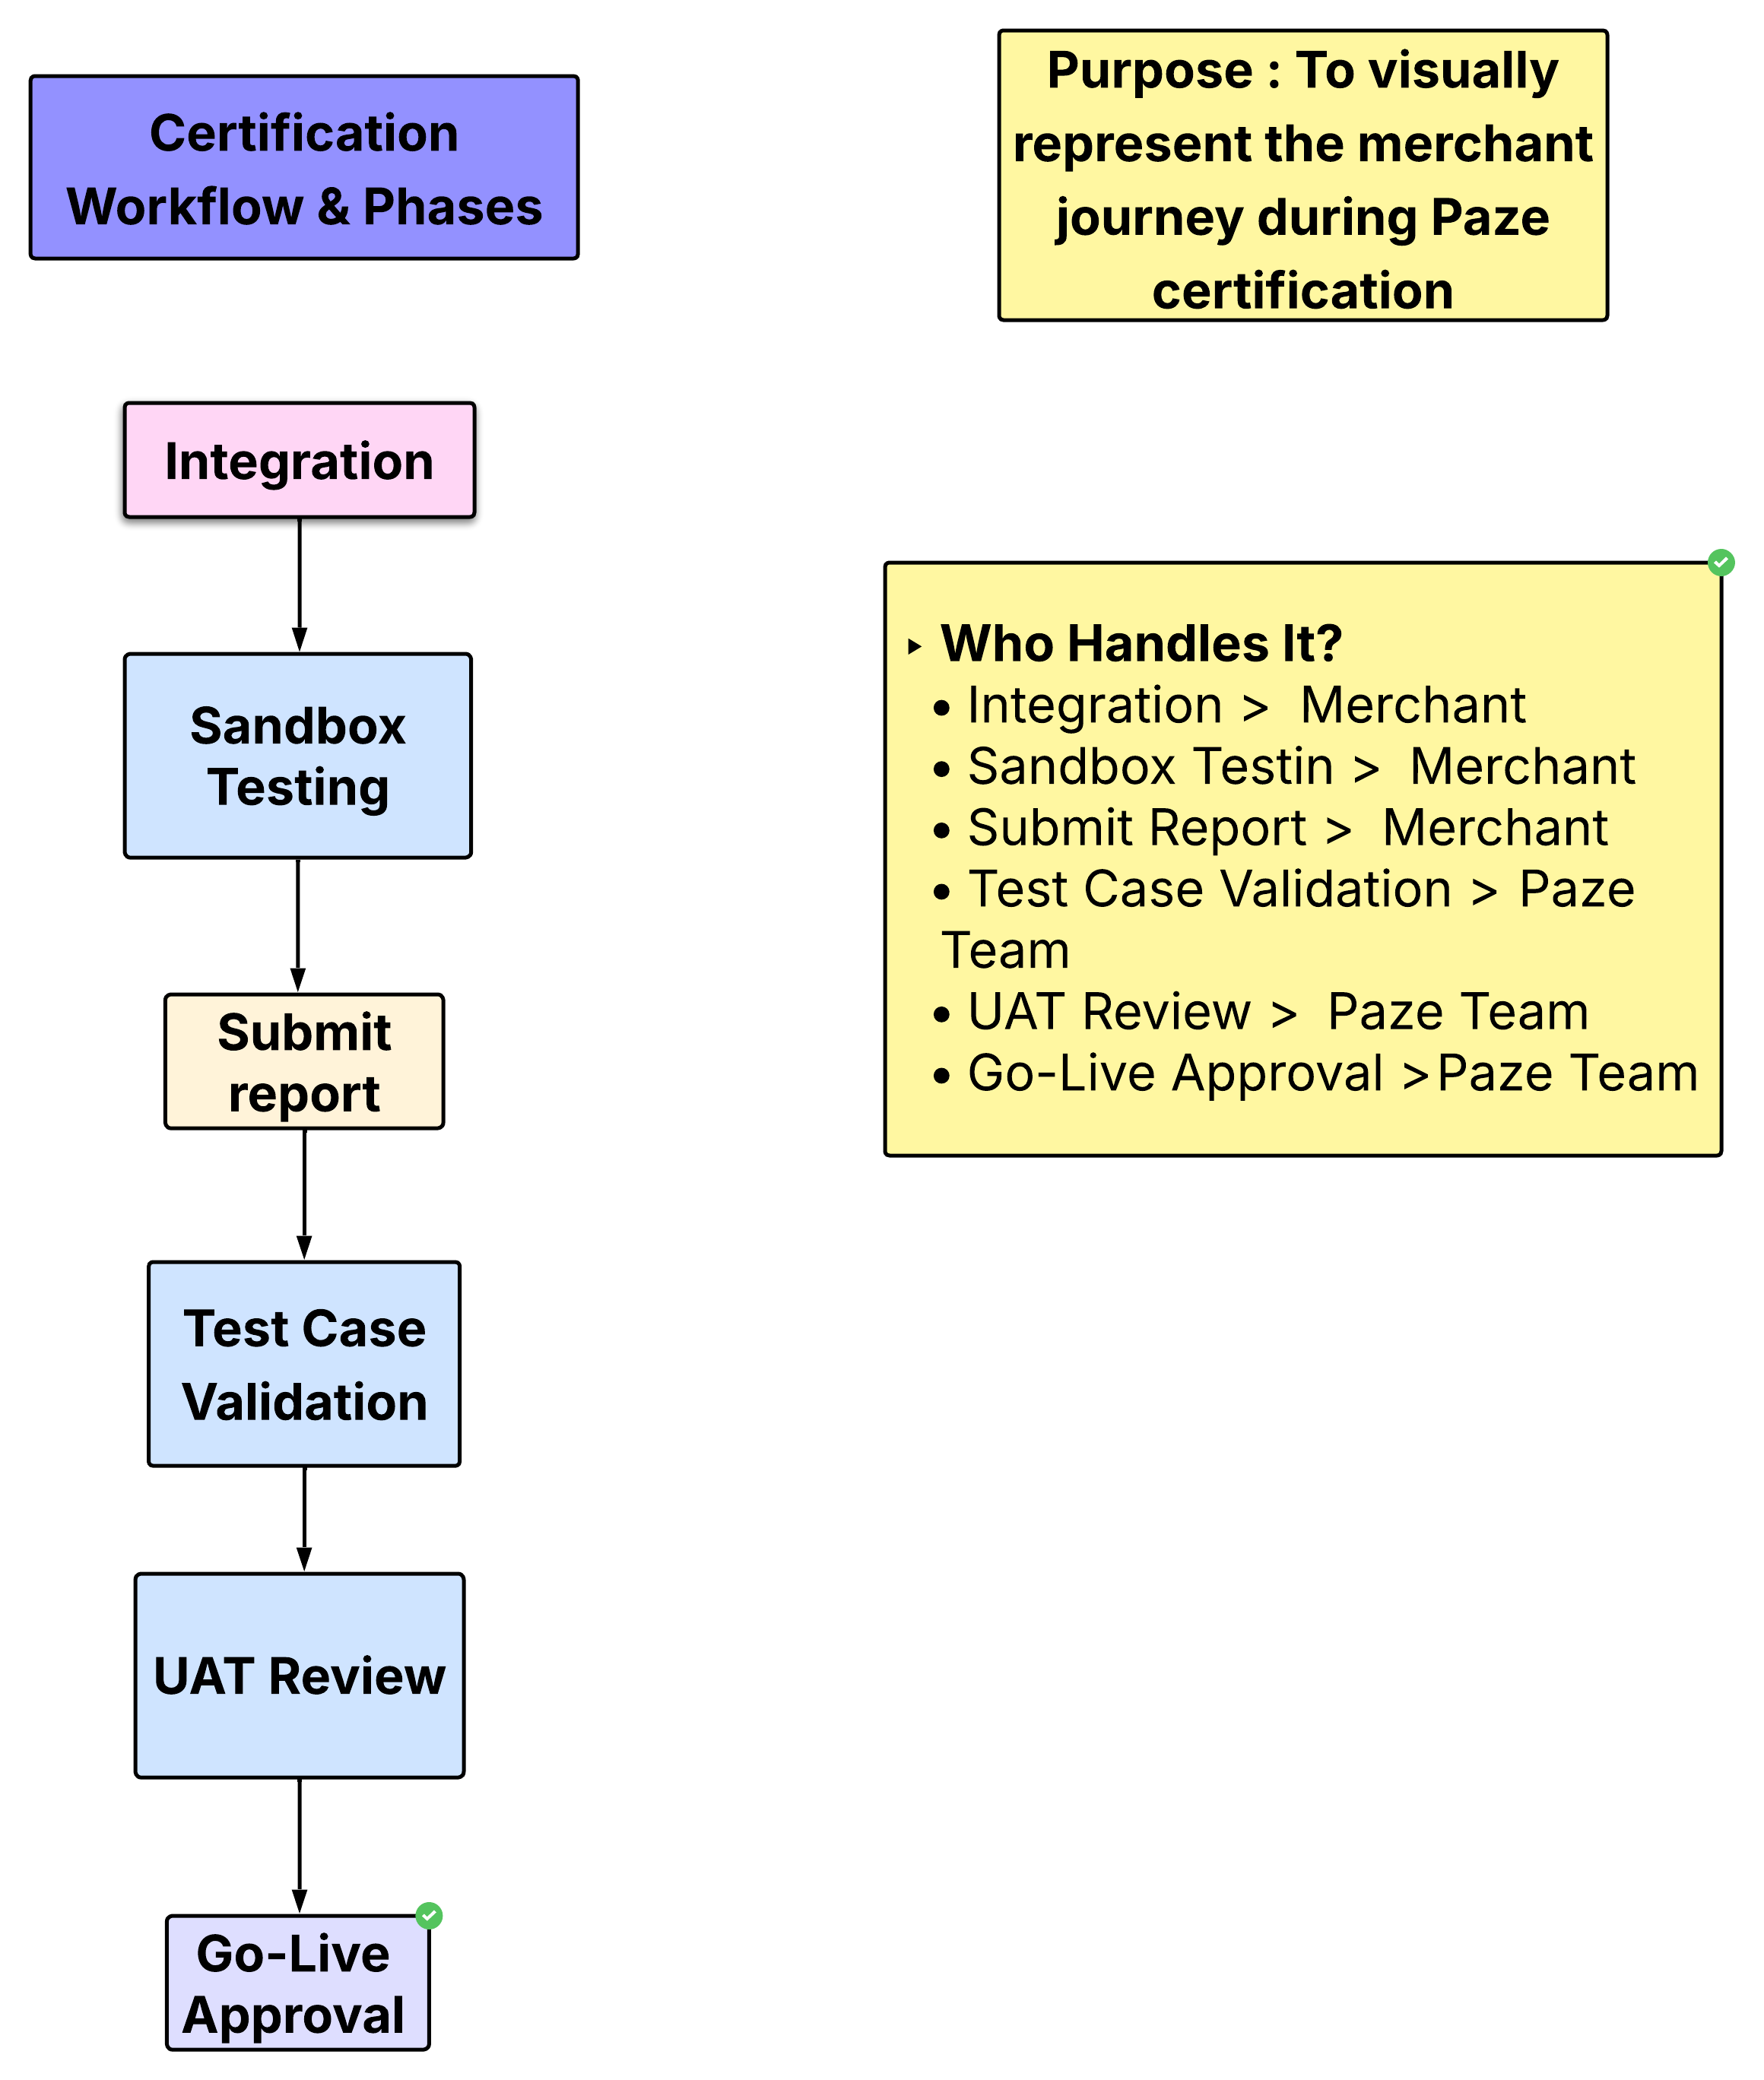 Certification
Workflow & Phases
Purpose : To visually
represent the merchant
journey during Paze
certification
Integration
Sandbox
Testing
Submit
report
Test Case
Validation
UAT Review
Go-Live
Approval
Who Handles It?
• Integration >  Merchant
• Sandbox Testin >  Merchant
• Submit Report >  Merchant
• Test Case Validation > Paze
Team
• UAT Review >  Paze Team
• Go-Live Approval >Paze Team